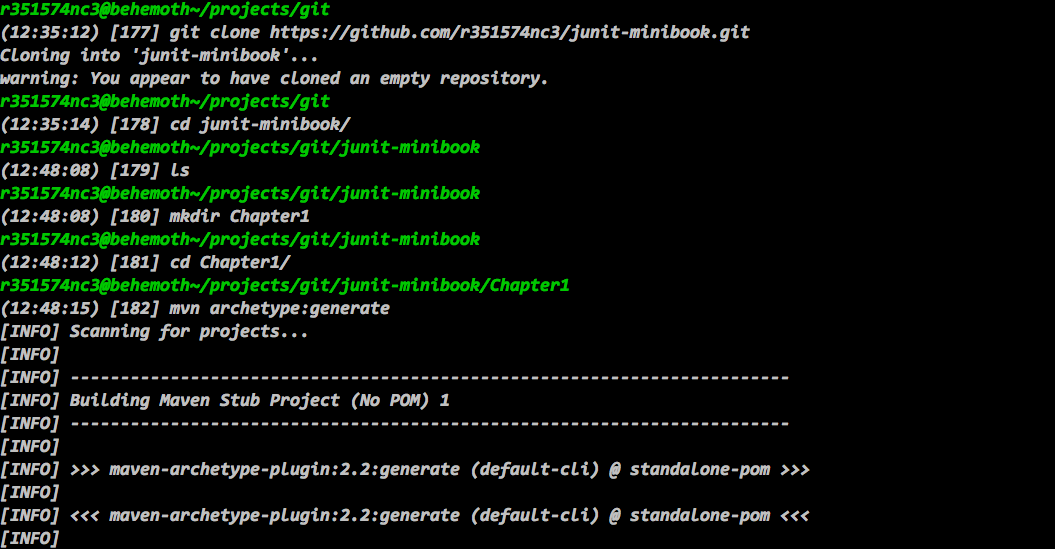 r351574nc3@behemoth~/projects/git
(12:35:12) [177] git clone https://github.com/r351574nc3/junit-minibook.git
Cloning into 'junit-minibook'...
warning: You appear to have cloned an empty repository.
r351574nc3@behemoth~/projects/git
(12:35:14) [178] cd junit-minibook/
r351574nc3@behemoth~/projects/git/junit-minibook
(12:48:08) [179] ls
r351574nc3@behemoth~/projects/git/junit-minibook
(12:48:08) [180] mkdir Chapter1
r351574nc3@behemoth~/projects/git/junit-minibook
(12:48:12) [181] cd Chapter1/
r351574nc3@behemoth~/projects/git/junit-minibook/Chapter1
(12:48:15) [182] mvn archetype:generate
[INFO] Scanning for projects...
[INFO]
[INFO] ------------------------------------------------------------------------
[INFO] Building Maven Stub Project (No POM) 1
[INFO] ------------------------------------------------------------------------
[INFO]
[INFO] >>> maven-archetype-plugin:2.2:generate (default-cli) @ standalone-pom >>>
[INFO]
[INFO] <<< maven-archetype-plugin:2.2:generate (default-cli) @ standalone-pom <<<
[INFO]